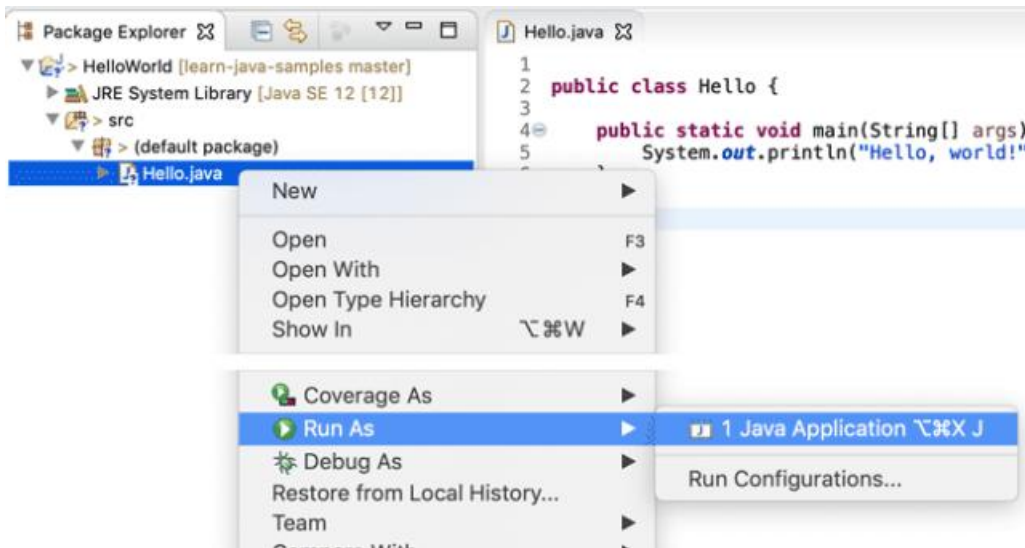 Package Explorer
> HelloWorld [learn-java-samples master]
JRE System Library [Java SE 12 [12]]
> src
> (default package)
Hello.java
Hello.java
1
2 public class Hello {
3
4 public static void main(String[] args)
5 System.out.println("Hello, world!"
New
Open F3
Open With
Open Type Hierarchy F4
Show In ⌥⌘W
Coverage As
Run As
Debug As
Restore from Local History...
Team
Compare With
1 Java Application ⌥⌘X J
Run Configurations...